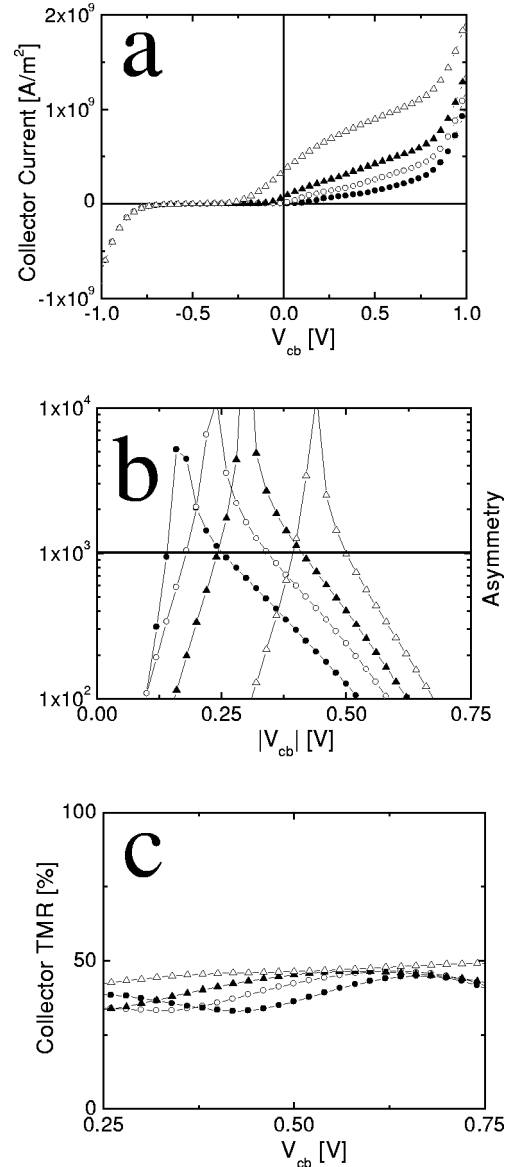 a
2x10^9
1x10^9
0
-1x10^9
Collector Current [A/m^2]
-1.0 -0.5 0.0 0.5 1.0
V_cb [V]
b
1x10^4
1x10^3
1x10^2
Asymmetry
0.00 0.25 0.50 0.75
|V_cb| [V]
c
100
50
0
Collector TMR [%]
0.25 0.50 0.75
V_cb [V]